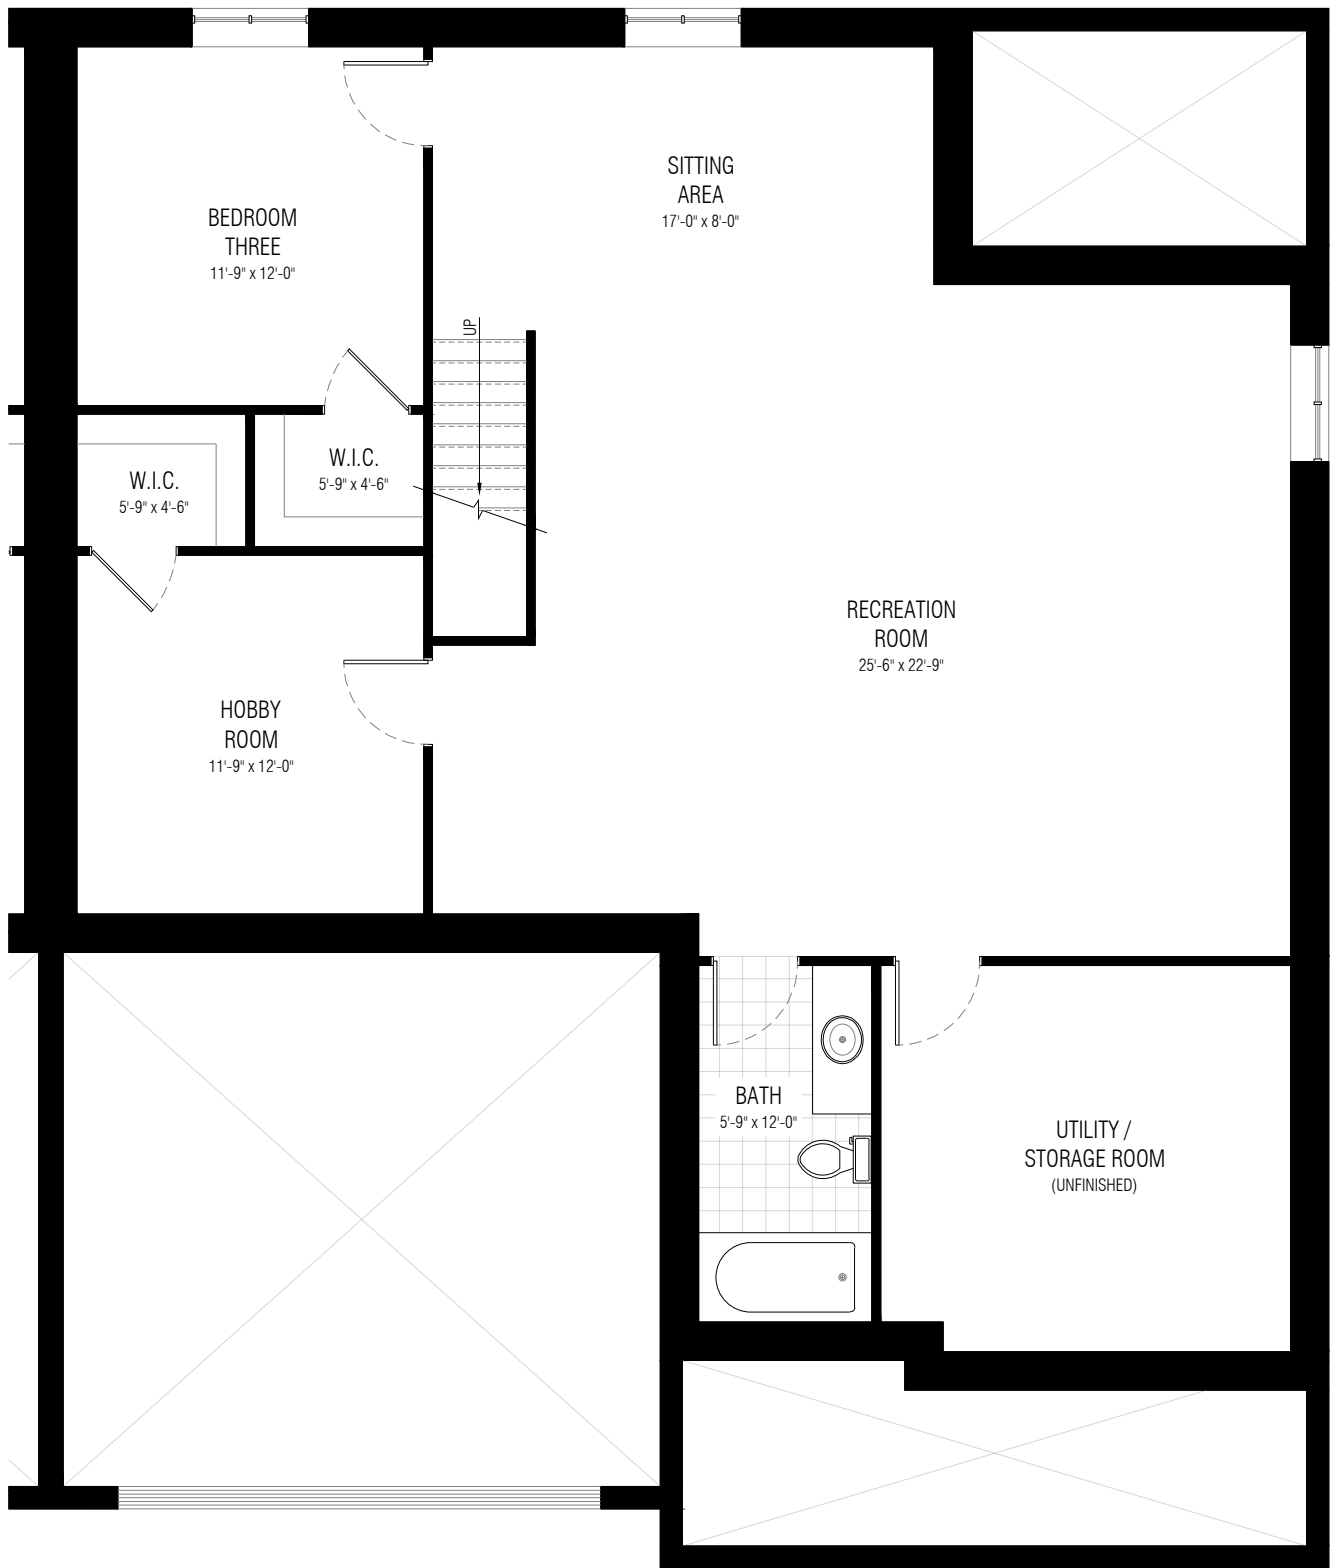 SITTING
AREA
17'-0" x 8'-0"
BEDROOM
THREE
11'-9" x 12'-0"
UP
W.I.C.
5'-9" x 4'-6"
W.I.C.
5'-9" x 4'-6"
RECREATION
ROOM
25'-6" x 22'-9"
HOBBY
ROOM
11'-9" x 12'-0"
BATH
5'-9" x 12'-0"
UTILITY /
STORAGE ROOM
(UNFINISHED)